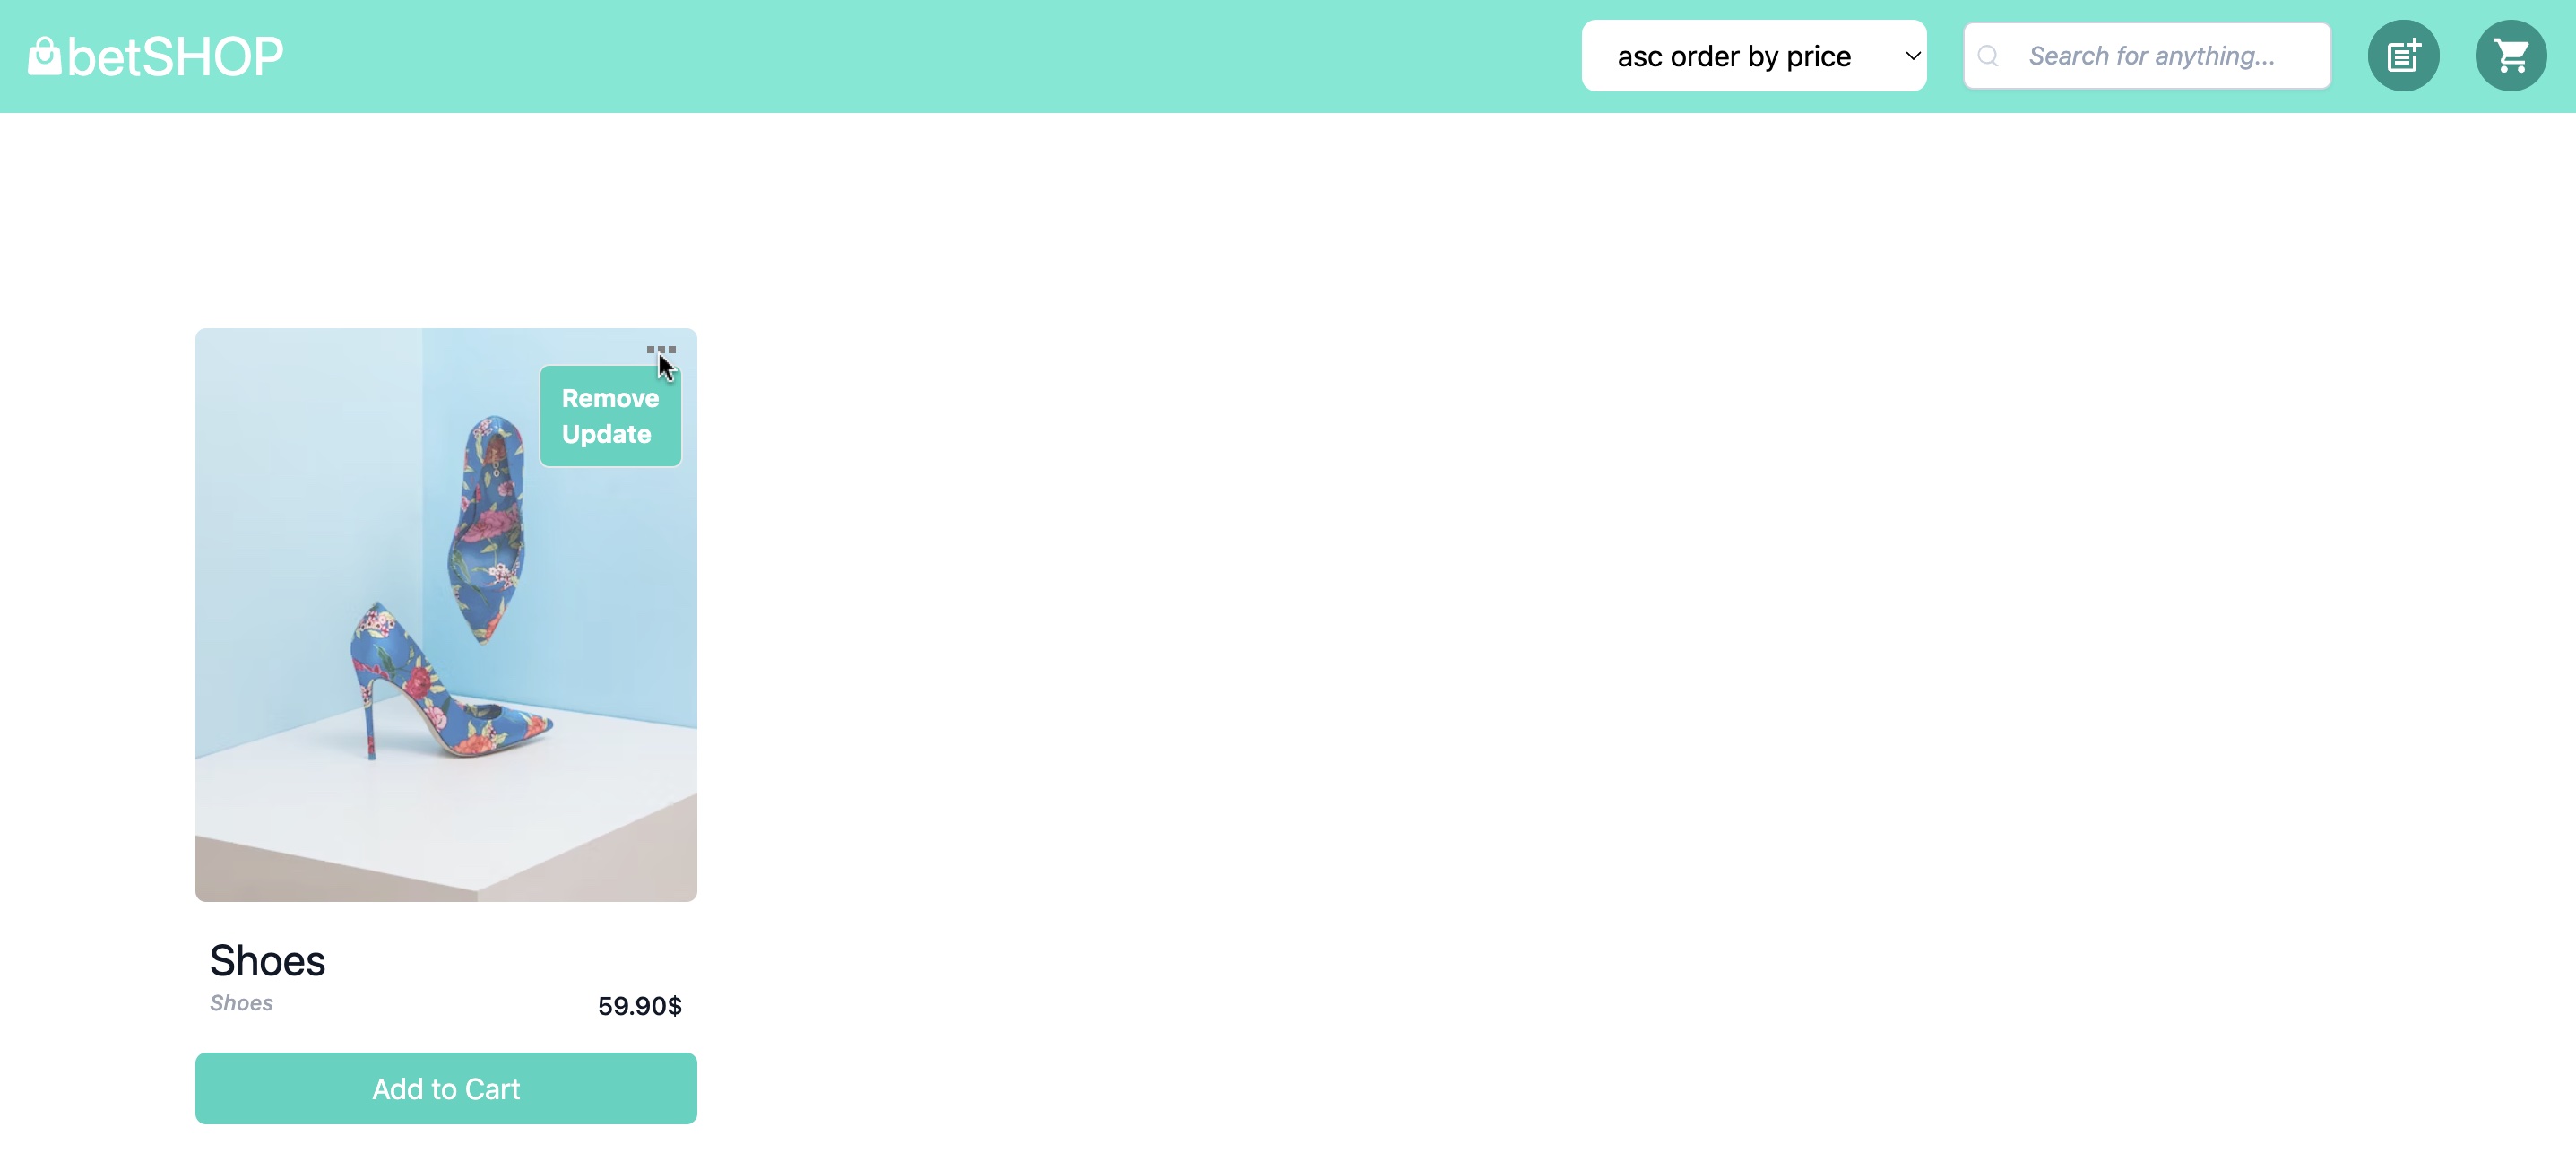 betSHOP
asc order by price
Search for anything...
Remove
Update
Shoes
Shoes
59.90$
Add to Cart